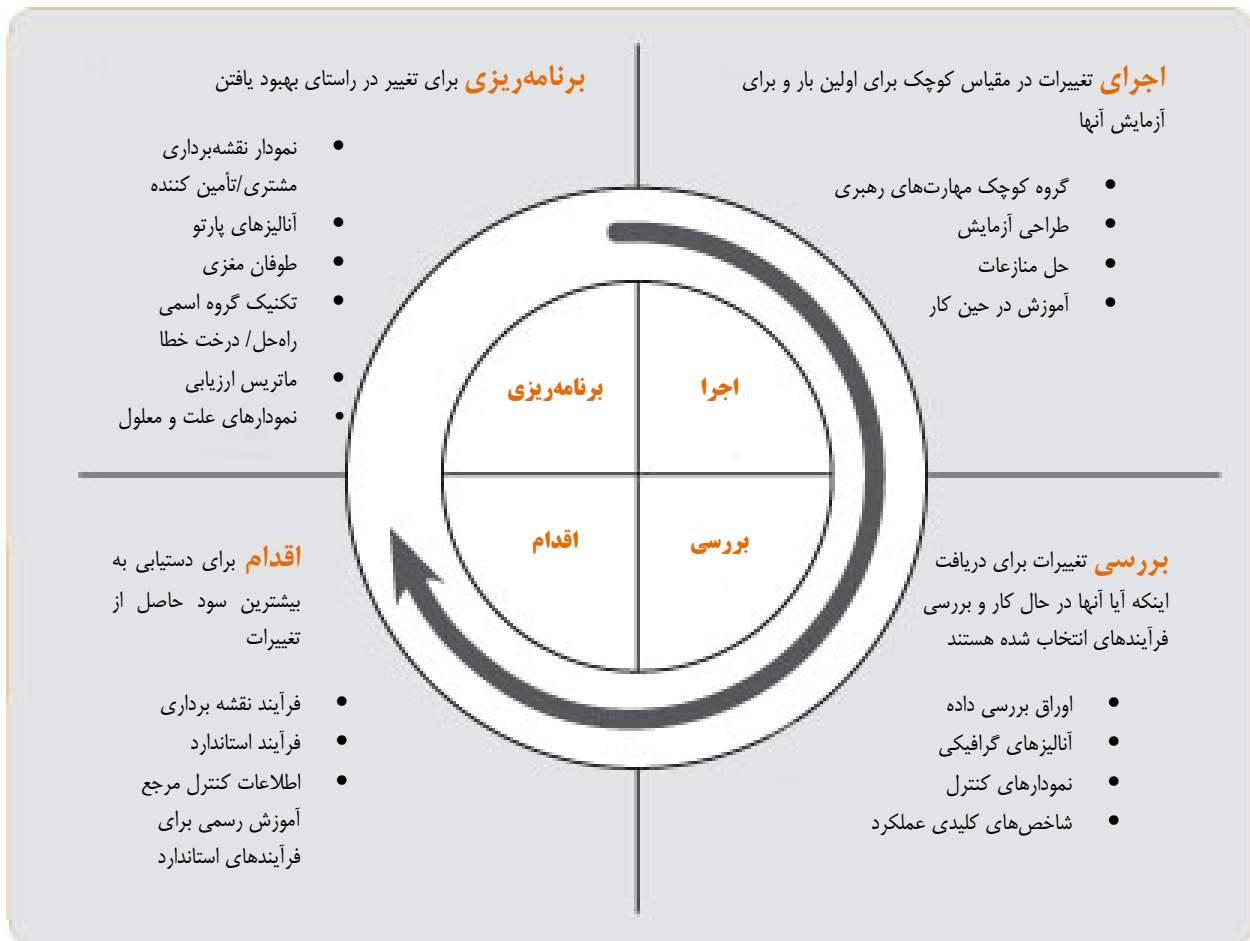 اجرای تغییرات در مقیاس کوچک برای اولین بار و برای
آزمایش آنها
• گروه کوچک مهارت‌های رهبری
• طراحی آزمایش
• حل منازعات
• آموزش در حین کار
برنامه‌ریزی برای تغییر در راستای بهبود یافتن
• نمودار نقشه‌برداری
مشتری/تأمین کننده
• آنالیزهای پارتو
• طوفان مغزی
• تکنیک گروه اسمی
راه‌حل/ درخت خطا
• ماتریس ارزیابی
• نمودارهای علت و معلول
اجرا
برنامه‌ریزی
بررسی
اقدام
بررسی تغییرات برای دریافت
اینکه آیا آنها در حال کار و بررسی
فرآیندهای انتخاب شده هستند
• اوراق بررسی داده
• آنالیزهای گرافیکی
• نمودارهای کنترل
• شاخص‌های کلیدی عملکرد
اقدام برای دستیابی به
بیشترین سود حاصل از
تغییرات
• فرآیند نقشه برداری
• فرآیند استاندارد
• اطلاعات کنترل مرجع
آموزش رسمی برای
فرآیندهای استاندارد